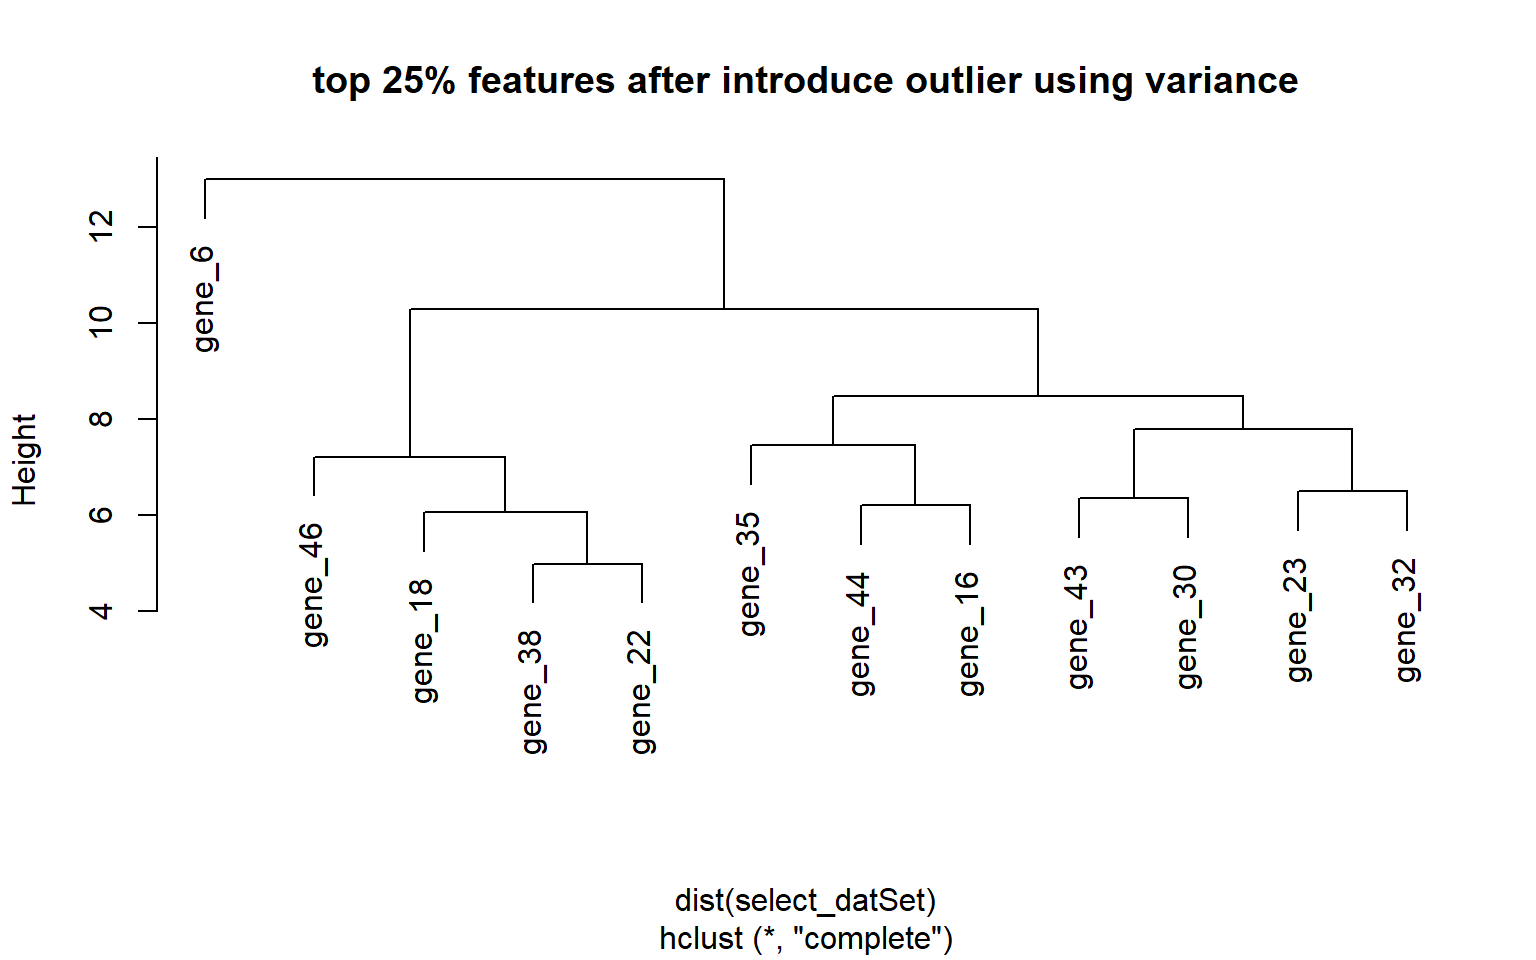 top 25% features after introduce outlier using variance
Height
12
10
8
6
4
gene_6
gene_46
gene_18
gene_38
gene_22
gene_35
gene_44
gene_16
gene_43
gene_30
gene_23
gene_32
dist(select_datSet)
hclust (*, "complete")